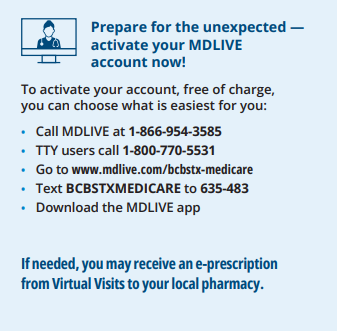 Prepare for the unexpected —
activate your MDLIVE
account now!
To activate your account, free of charge,
you can choose what is easiest for you:
• Call MDLIVE at 1-866-954-3585
• TTY users call 1-800-770-5531
• Go to www.mdlive.com/bcbstx-medicare
• Text BCBSTXMEDICARE to 635-483
• Download the MDLIVE app
If needed, you may receive an e-prescription
from Virtual Visits to your local pharmacy.